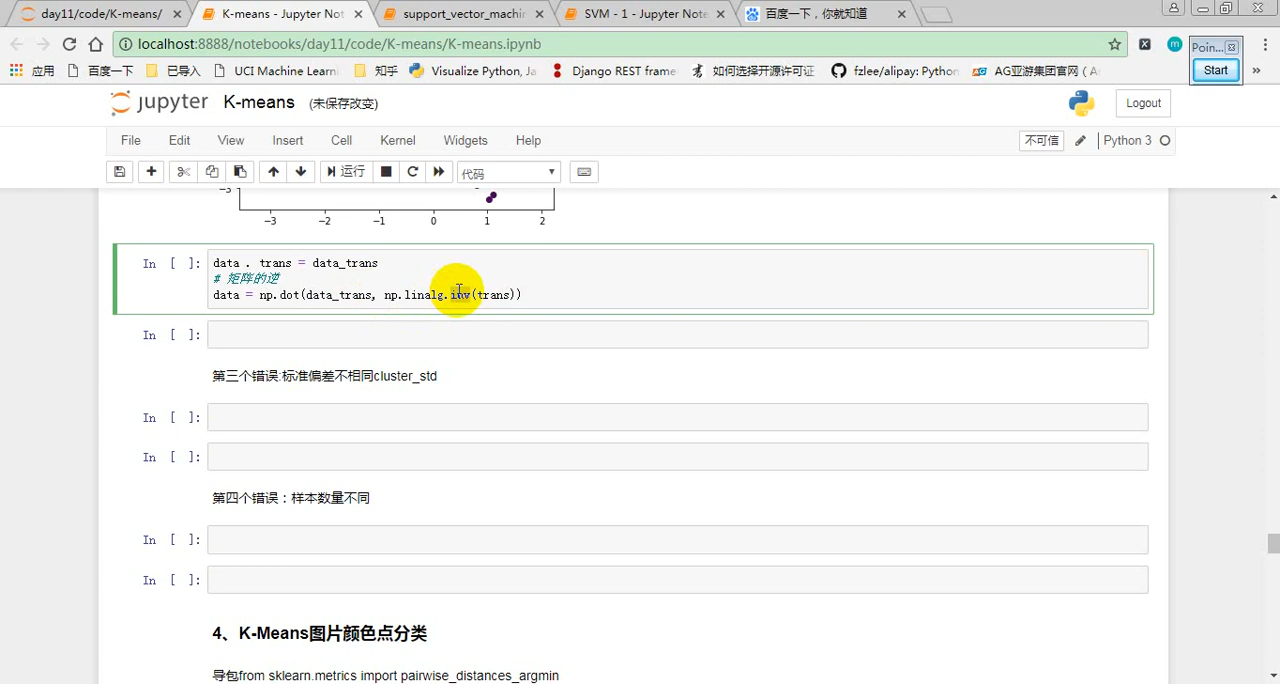 day11/code/K-means/
K-means - Jupyter Not
support_vector_machin
SVM - 1 - Jupyter Note
百度一下，你就知道
localhost:8888/notebooks/day11/code/K-means/K-means.ipynb
应用
百度一下
已导入
UCI Machine Learni
知乎
Visualize Python, Ja
Django REST frame
如何选择开源许可证
fzlee/alipay: Python
AG亚游集团官网（A
Poin...
Start
jupyter K-means (未保存改变)
Logout
File Edit View Insert Cell Kernel Widgets Help
不可信
Python 3
运行
代码
−3
−3 −2 −1 0 1 2
In [ ]: data . trans = data_trans
# 矩阵的逆
data = np.dot(data_trans, np.linalg.inv(trans))
In [ ]:
第三个错误:标准偏差不相同cluster_std
In [ ]:
In [ ]:
第四个错误：样本数量不同
In [ ]:
In [ ]:
4、K-Means图片颜色点分类
导包from sklearn.metrics import pairwise_distances_argmin